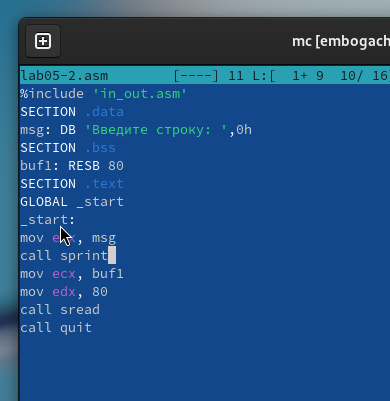 mc [embogach
lab05-2.asm [----] 11 L:[ 1+ 9 10/ 16
%include 'in_out.asm'
SECTION .data
msg: DB 'Введите строку: ',0h
SECTION .bss
buf1: RESB 80
SECTION .text
GLOBAL _start
_start:
mov , msg
call sprint
mov ecx, buf1
mov edx, 80
call sread
call quit